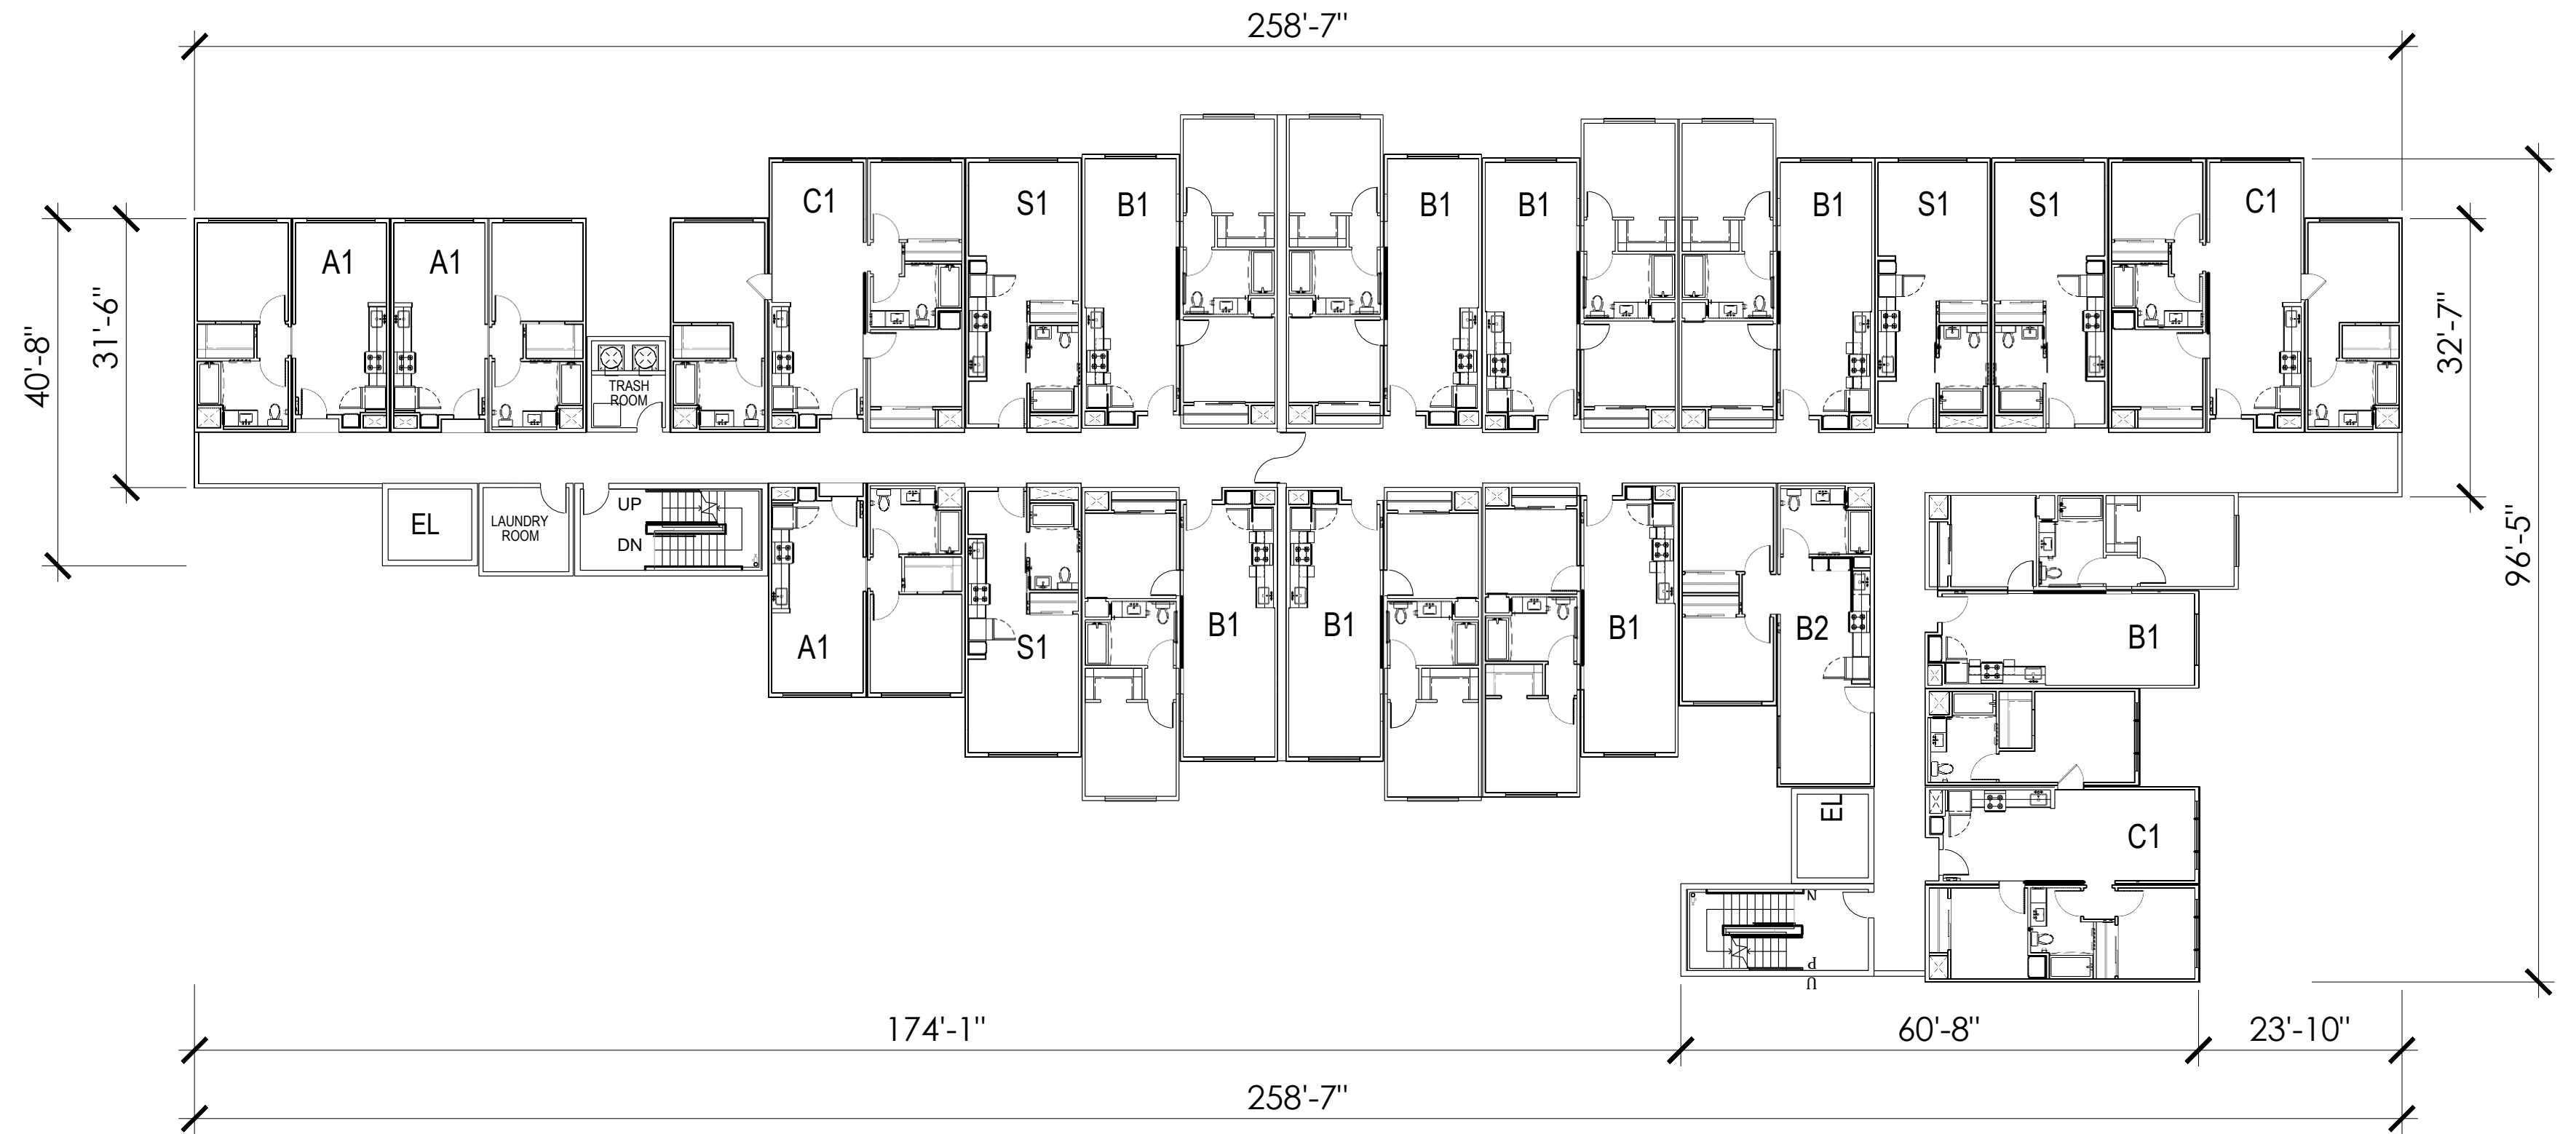 258'-7"
C1
S1
B1
B1
B1
B1
S1
S1
C1
A1
A1
40'-8"
31'-6"
32'-7"
96'-5"
TRASH
ROOM
EL
LAUNDRY
ROOM
UP
DN
A1
S1
B1
B1
B1
B2
B1
EL
C1
N
P
U
174'-1"
60'-8"
23'-10"
258'-7"